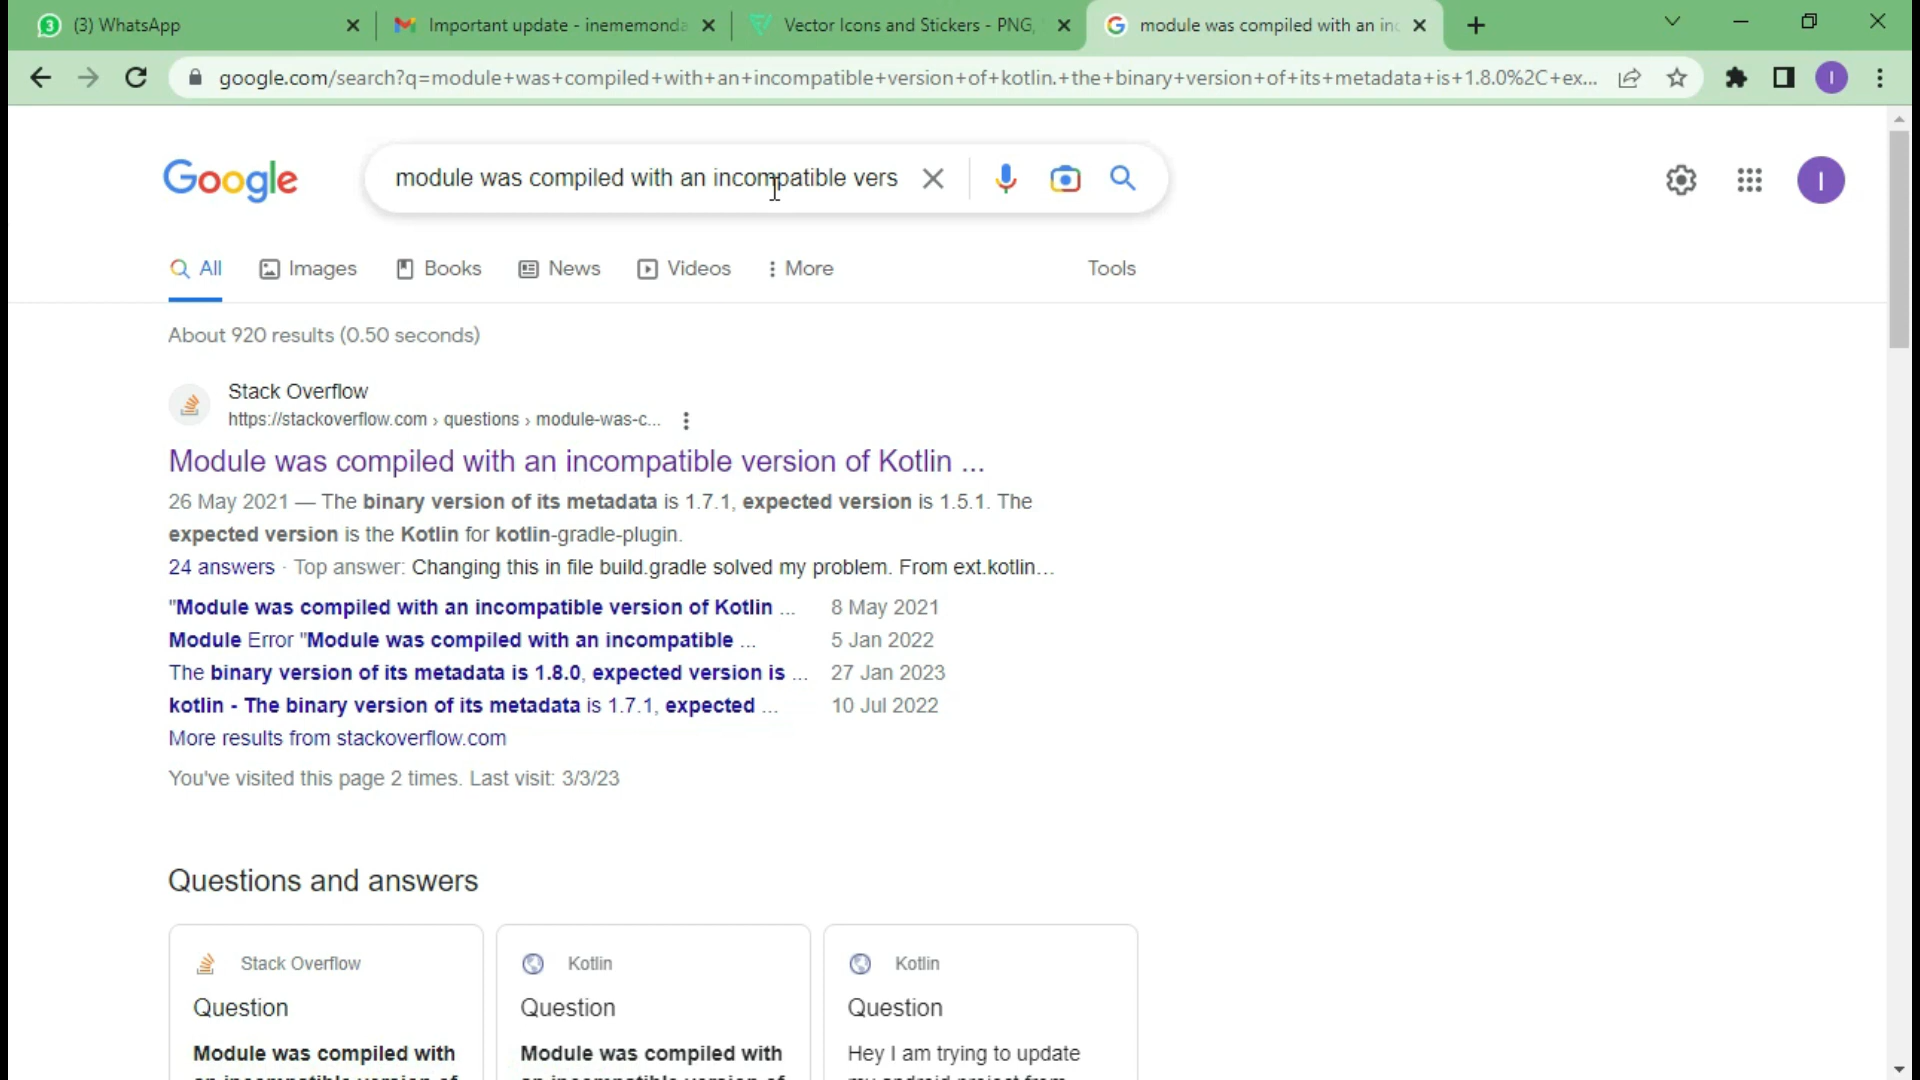 3 (3) WhatsApp
Important update - inememonda
Vector Icons and Stickers - PNG,
module was compiled with an inc
google.com/search?q=module+was+compiled+with+an+incompatible+version+of+kotlin.+the+binary+version+of+its+metadata+is+1.8.0%2C+ex...
I
Google
module was compiled with an incompatible vers
I
All
Images
Books
News
Videos
More
Tools
About 920 results (0.50 seconds)
Stack Overflow
https://stackoverflow.com › questions › module-was-c...
Module was compiled with an incompatible version of Kotlin ...
26 May 2021 — The binary version of its metadata is 1.7.1, expected version is 1.5.1. The
expected version is the Kotlin for kotlin-gradle-plugin.
24 answers · Top answer: Changing this in file build.gradle solved my problem. From ext.kotlin...
"Module was compiled with an incompatible version of Kotlin ... 8 May 2021
Module Error "Module was compiled with an incompatible ... 5 Jan 2022
The binary version of its metadata is 1.8.0, expected version is ... 27 Jan 2023
kotlin - The binary version of its metadata is 1.7.1, expected ... 10 Jul 2022
More results from stackoverflow.com
You've visited this page 2 times. Last visit: 3/3/23
Questions and answers
Stack Overflow
Question
Module was compiled with
Kotlin
Question
Module was compiled with
Kotlin
Question
Hey I am trying to update